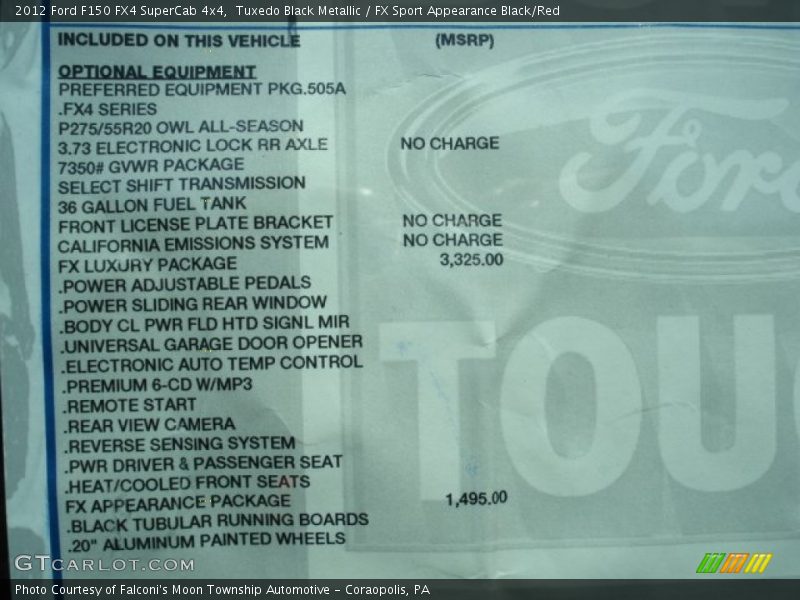 2012 Ford F150 FX4 SuperCab 4x4, Tuxedo Black Metallic / FX Sport Appearance Black/Red
INCLUDED ON THIS VEHICLE (MSRP)
OPTIONAL EQUIPMENT
PREFERRED EQUIPMENT PKG.505A
.FX4 SERIES
P275/55R20 OWL ALL-SEASON
3.73 ELECTRONIC LOCK RR AXLE NO CHARGE
7350# GVWR PACKAGE
SELECT SHIFT TRANSMISSION
36 GALLON FUEL TANK
FRONT LICENSE PLATE BRACKET NO CHARGE
CALIFORNIA EMISSIONS SYSTEM NO CHARGE
FX LUXURY PACKAGE 3,325.00
.POWER ADJUSTABLE PEDALS
.POWER SLIDING REAR WINDOW
.BODY CL PWR FLD HTD SIGNL MIR
.UNIVERSAL GARAGE DOOR OPENER
.ELECTRONIC AUTO TEMP CONTROL
.PREMIUM 6-CD W/MP3
.REMOTE START
.REAR VIEW CAMERA
.REVERSE SENSING SYSTEM
.PWR DRIVER & PASSENGER SEAT
.HEAT/COOLED FRONT SEATS
FX APPEARANCE PACKAGE 1,495.00
.BLACK TUBULAR RUNNING BOARDS
.20" ALUMINUM PAINTED WHEELS
Ford
TOU
GTCARLOT.COM
Photo Courtesy of Falconi's Moon Township Automotive - Coraopolis, PA